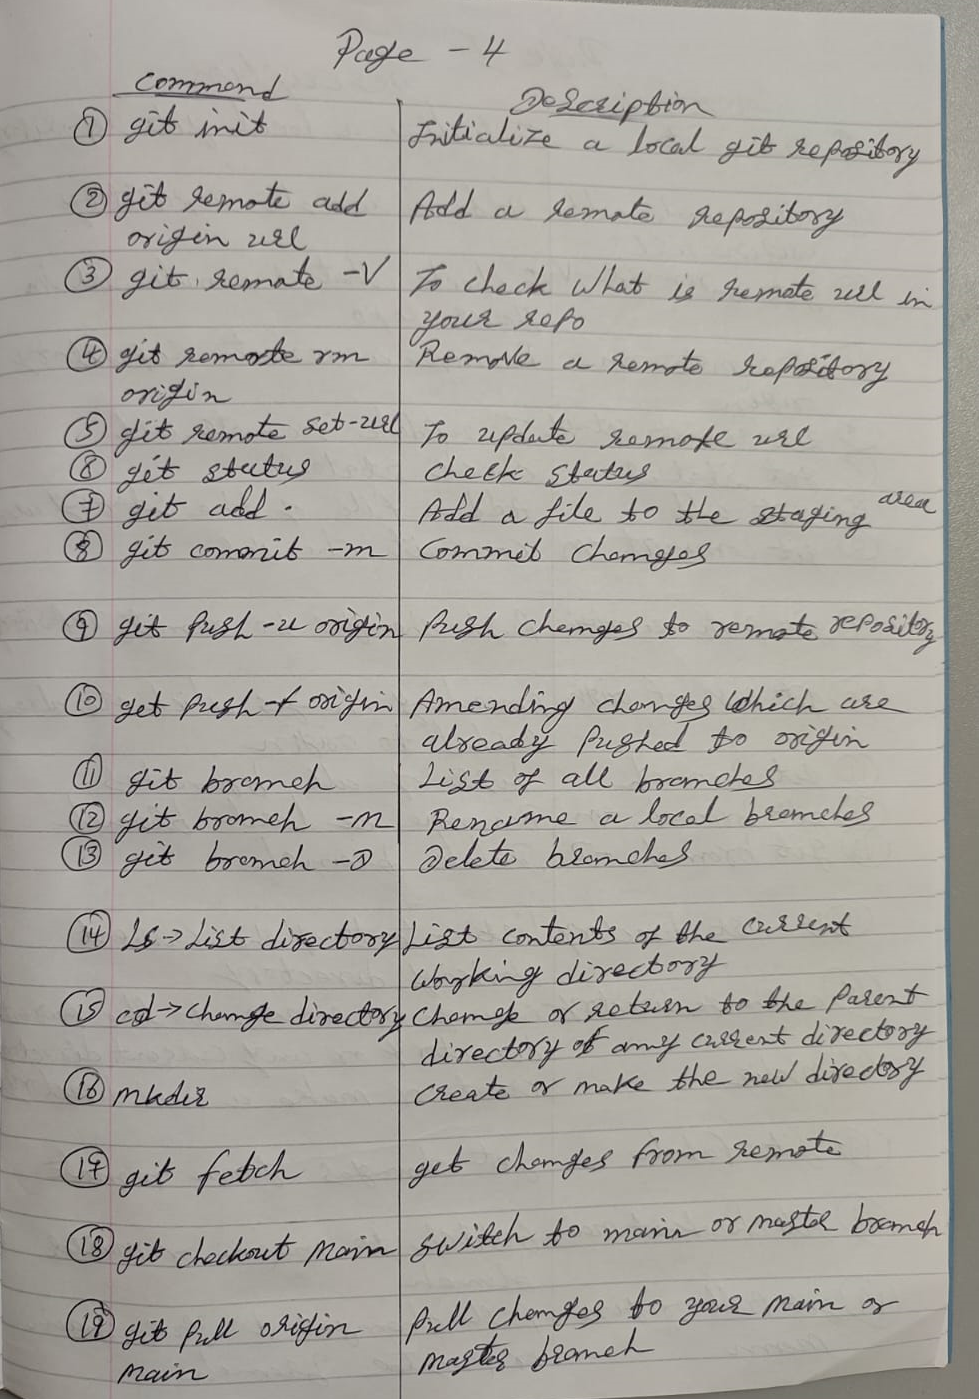 Page - 4
Command
Description
① git init
Initialize a local git repository
② git remote add
Add a remote repository
origin url
③ git remote -V
To check what is remote url in
your repo
④ git remote rm
Remove a remote repository
origin
⑤ git remote set-url
To update remote url
⑥ git status
check status
⑦ git add .
Add a file to the staging area
⑧ git commit -m
Commit changes
⑨ git push -u origin
Push changes to remote repository
⑩ get push -f origin
Amending changes which are
already pushed to origin
⑪ git branch
List of all branches
⑫ git branch -m
Rename a local branches
⑬ git branch -D
Delete branches
⑭ Ls → List directory
List contents of the current
working directory
⑮ cd → change directory
Change or return to the Parent
directory of any current directory
⑯ mkdir
create or make the new directory
⑰ git fetch
get changes from remote
⑱ git checkout main
switch to main or master branch
⑲ git pull origin
Pull changes to your main or
main
master branch